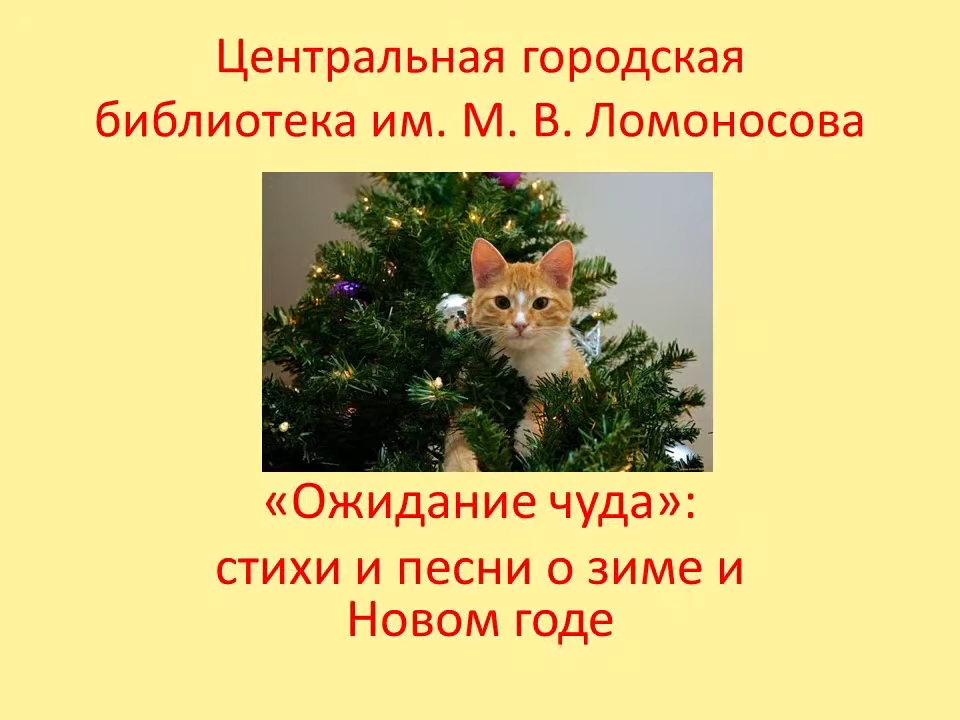 Центральная городская
библиотека им. М. В. Ломоносова
«Ожидание чуда»:
стихи и песни о зиме и
Новом годе